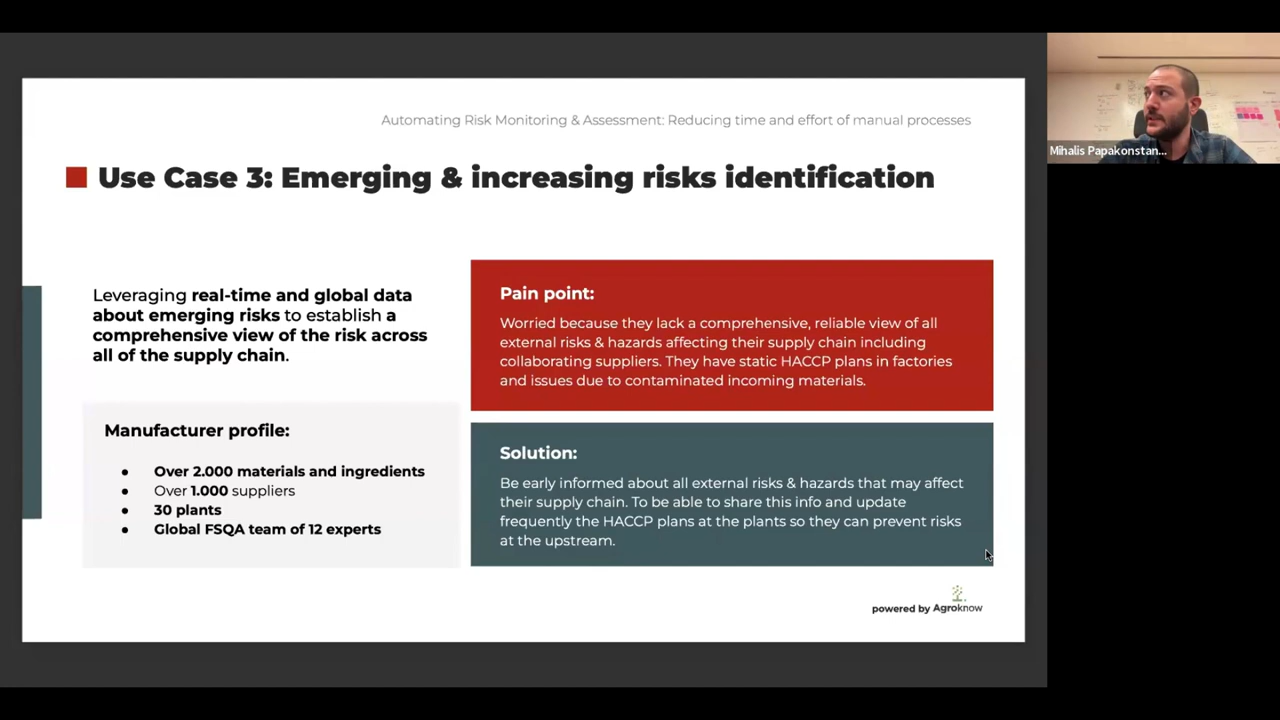 Automating Risk Monitoring & Assessment: Reducing time and effort of manual processes
Use Case 3: Emerging & increasing risks identification
Leveraging real-time and global data
about emerging risks to establish a
comprehensive view of the risk across
all of the supply chain.
Manufacturer profile:
● Over 2.000 materials and ingredients
● Over 1.000 suppliers
● 30 plants
● Global FSQA team of 12 experts
Pain point:
Worried because they lack a comprehensive, reliable view of all
external risks & hazards affecting their supply chain including
collaborating suppliers. They have static HACCP plans in factories
and issues due to contaminated incoming materials.
Solution:
Be early informed about all external risks & hazards that may affect
their supply chain. To be able to share this info and update
frequently the HACCP plans at the plants so they can prevent risks
at the upstream.
powered by Agroknow
Mihalis Papakonstan...